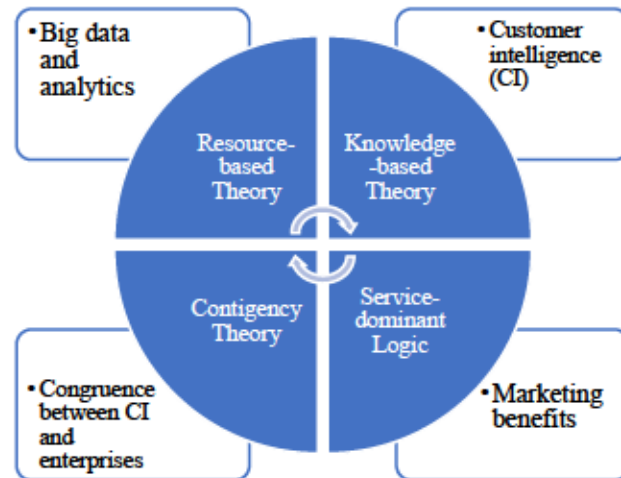 •Big data
and
analytics
•Customer
intelligence
(CI)
Resource-
based
Theory
Knowledge
-based
Theory
Contigency
Theory
Service-
dominant
Logic
•Congruence
between CI
and
enterprises
•Marketing
benefits